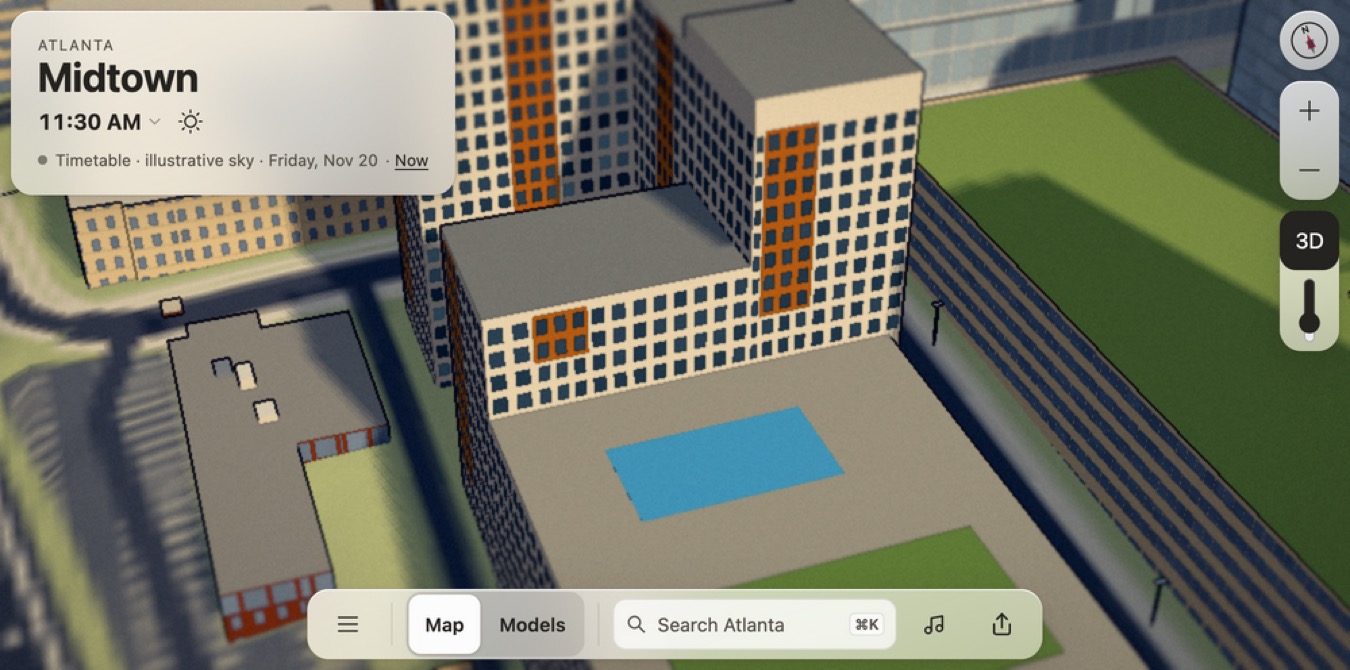 ATLANTA
Midtown
11:30 AM
Timetable · illustrative sky · Friday, Nov 20 · Now
N
3D
Map
Models
Search Atlanta
⌘K